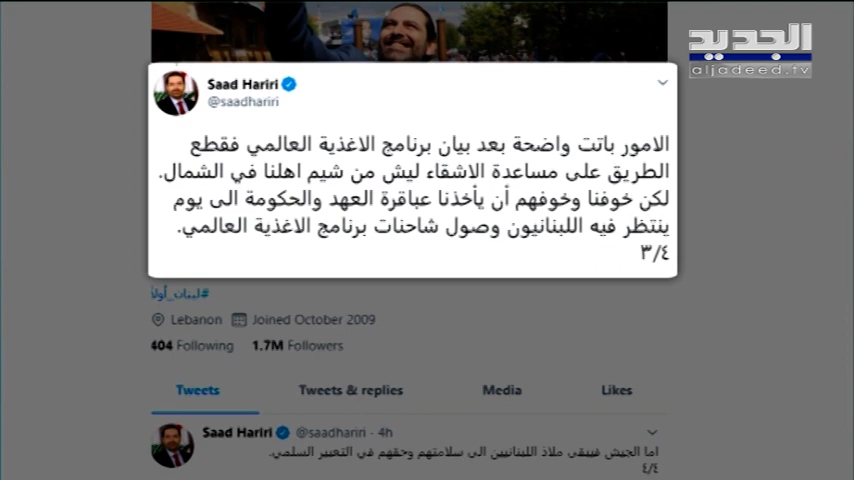 الجديد
aljadeed.tv
Saad Hariri
@saadhariri
الامور باتت واضحة بعد بيان برنامج الاغذية العالمي فقطع
الطريق على مساعدة الاشقاء ليش من شيم اهلنا في الشمال.
لكن خوفنا وخوفهم أن يأخذنا عباقرة العهد والحكومة الى يوم
ينتظر فيه اللبنانيون وصول شاحنات برنامج الاغذية العالمي.
٣/٤
#لبنان_أولا
Lebanon Joined October 2009
404 Following 1.7M Followers
Tweets Tweets & replies Media Likes
Saad Hariri @saadhariri · 4h
اما الجيش فيبقى ملاذ اللبنانيين الى سلامتهم وحقهم في التعبير السلمي.
٤/٤